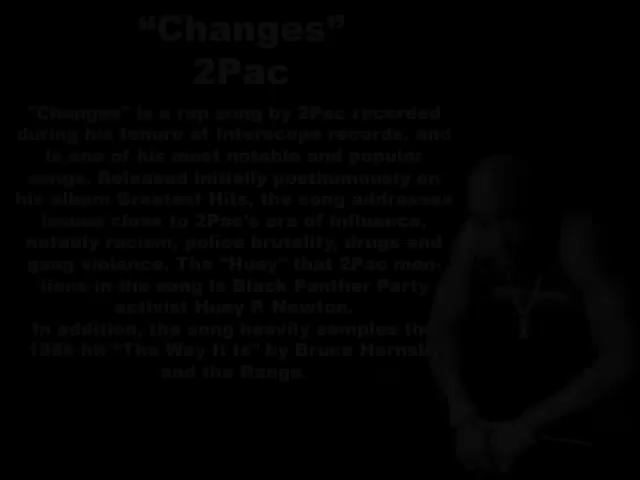 “Changes”
2Pac
"Changes" is a rap song by 2Pac recorded
during his tenure at Interscope records, and
is one of his most notable and popular
songs. Released initially posthumously on
his album Greatest Hits, the song addresses
issues close to 2Pac's era of influence,
notably racism, police brutality, drugs and
gang violence. The "Huey" that 2Pac men-
tions in the song is Black Panther Party
activist Huey P. Newton.
In addition, the song heavily samples the
1986 hit "The Way It Is" by Bruce Hornsby
and the Range.